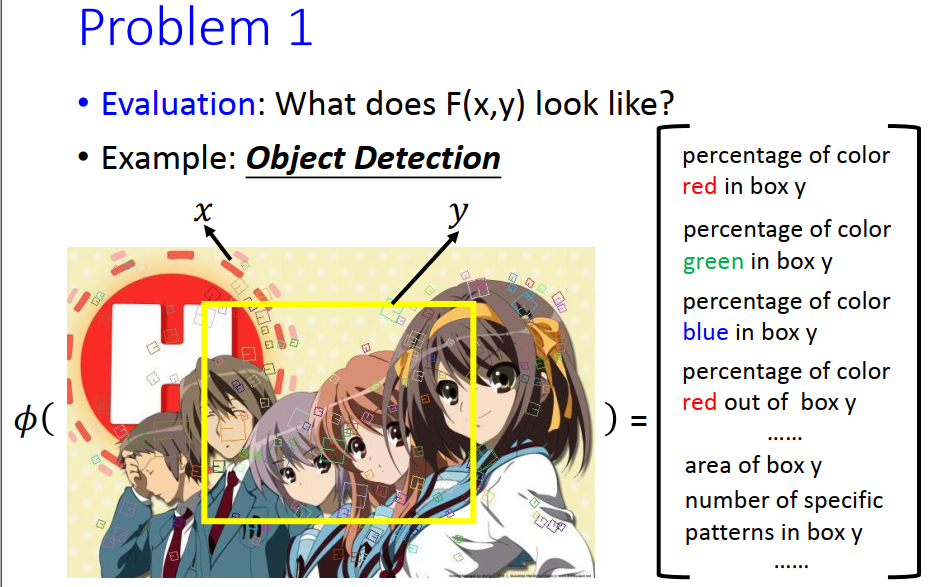 Problem 1
• Evaluation: What does F(x,y) look like?
• Example: Object Detection
x
y
H
ϕ(
) =
percentage of color
red in box y
percentage of color
green in box y
percentage of color
blue in box y
percentage of color
red out of box y
......
area of box y
number of specific
patterns in box y
......